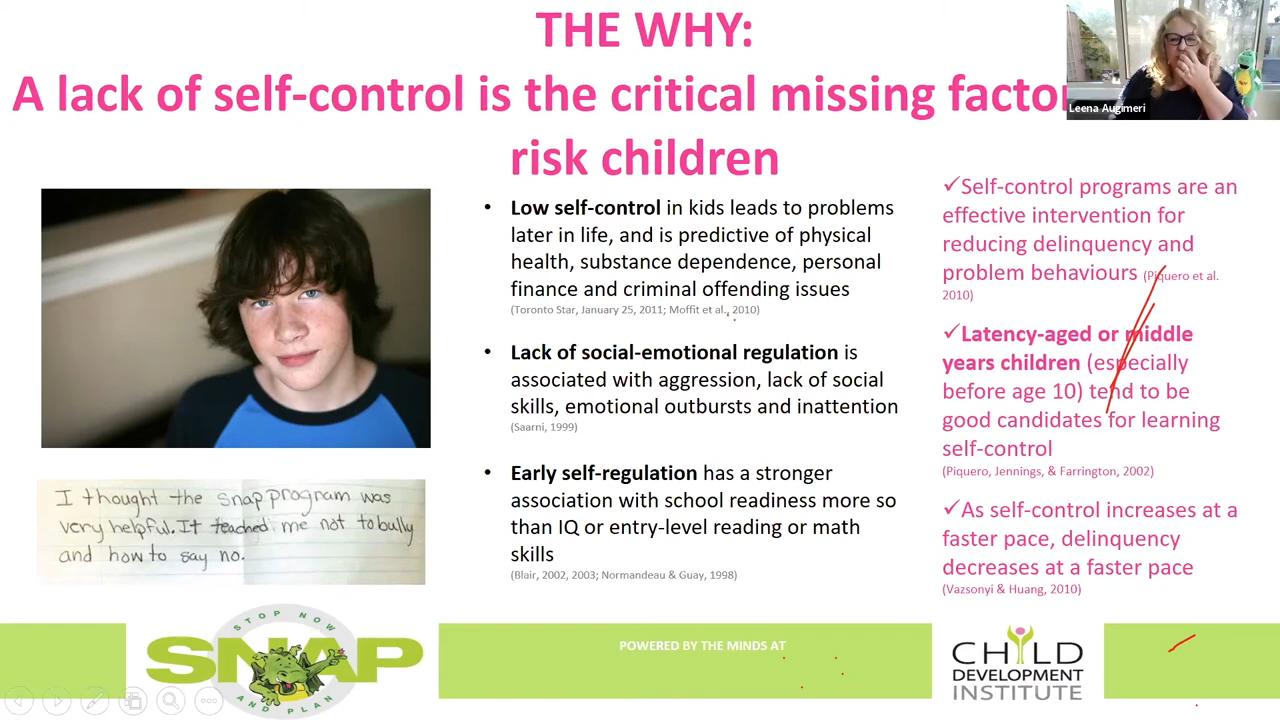 THE WHY:
A lack of self-control is the critical missing factor
risk children
Leena Augimeri
• Low self-control in kids leads to problems
later in life, and is predictive of physical
health, substance dependence, personal
finance and criminal offending issues
(Toronto Star, January 25, 2011; Moffit et al., 2010)
• Lack of social-emotional regulation is
associated with aggression, lack of social
skills, emotional outbursts and inattention
(Saarni, 1999)
• Early self-regulation has a stronger
association with school readiness more so
than IQ or entry-level reading or math
skills
(Blair, 2002, 2003; Normandeau & Guay, 1998)
✓Self-control programs are an
effective intervention for
reducing delinquency and
problem behaviours (Piquero et al.
2010)
✓Latency-aged or middle
years children (especially
before age 10) tend to be
good candidates for learning
self-control
(Piquero, Jennings, & Farrington, 2002)
✓As self-control increases at a
faster pace, delinquency
decreases at a faster pace
(Vazsonyi & Huang, 2010)
I thought the Snap program was
very helpful. It teached me not to bully
and how to say no.
STOP NOW
SNAP
AND PLAN
POWERED BY THE MINDS AT
CHILD
DEVELOPMENT
INSTITUTE